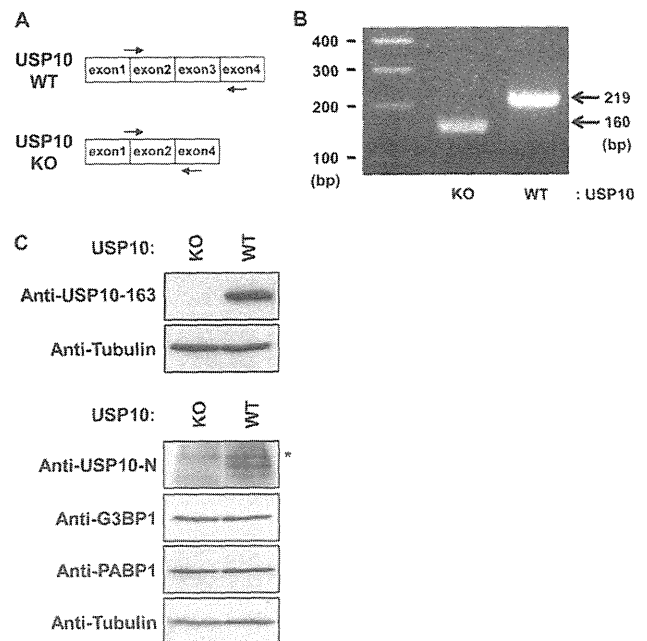 A
USP10
WT
exon1 exon2 exon3 exon4
USP10
KO
exon1 exon2 exon4
B
400
300
200
100
(bp)
219
160
(bp)
KO WT : USP10
C
USP10: KO WT
Anti-USP10-163
Anti-Tubulin
USP10: KO WT
Anti-USP10-N *
Anti-G3BP1
Anti-PABP1
Anti-Tubulin